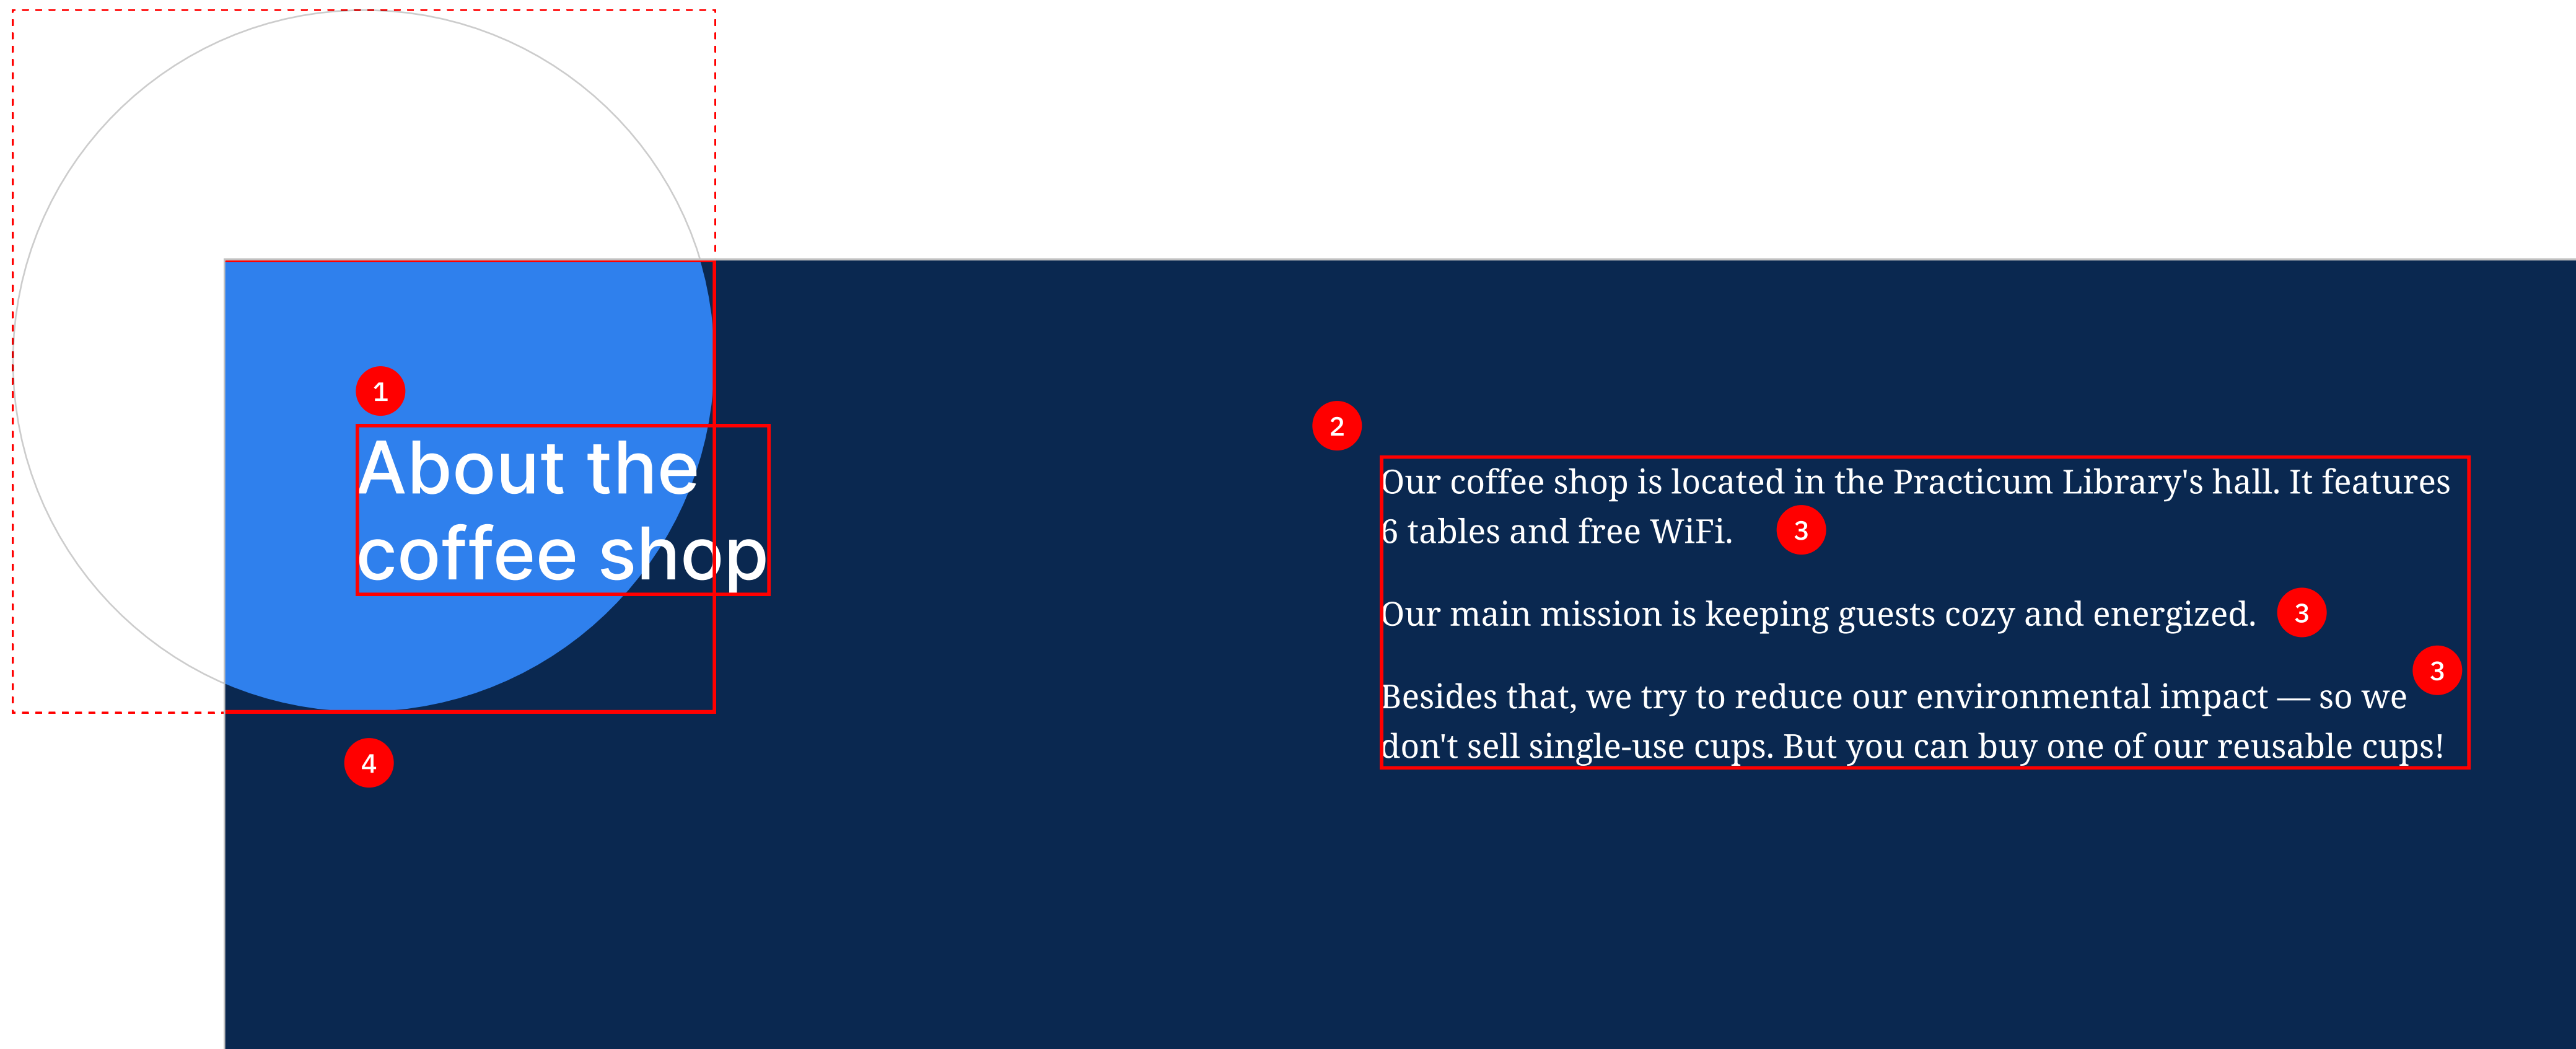 1
About the
coffee shop
4
2
Our coffee shop is located in the Practicum Library's hall. It features
6 tables and free WiFi. 3
Our main mission is keeping guests cozy and energized. 3
Besides that, we try to reduce our environmental impact — so we 3
don't sell single-use cups. But you can buy one of our reusable cups!